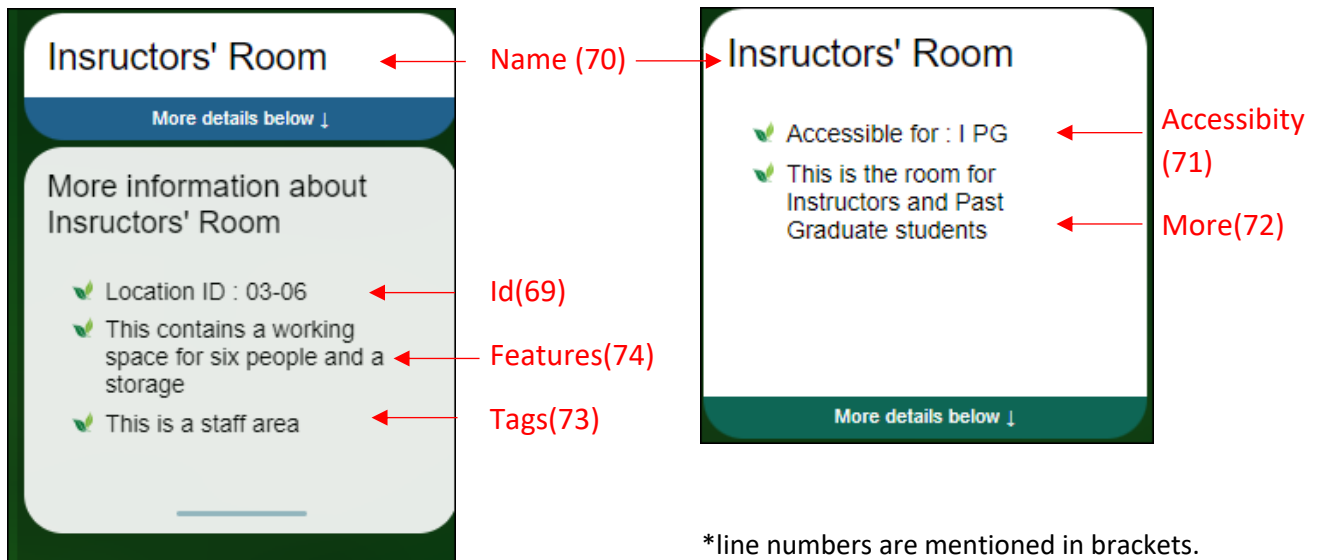 Insructors' Room
More details below ↓
More information about
Insructors' Room
Location ID : 03-06
This contains a working
space for six people and a
storage
This is a staff area
Name (70)
Id(69)
Features(74)
Tags(73)
Insructors' Room
Accessible for : I PG
This is the room for
Instructors and Past
Graduate students
More details below ↓
Accessibity
(71)
More(72)
*line numbers are mentioned in brackets.